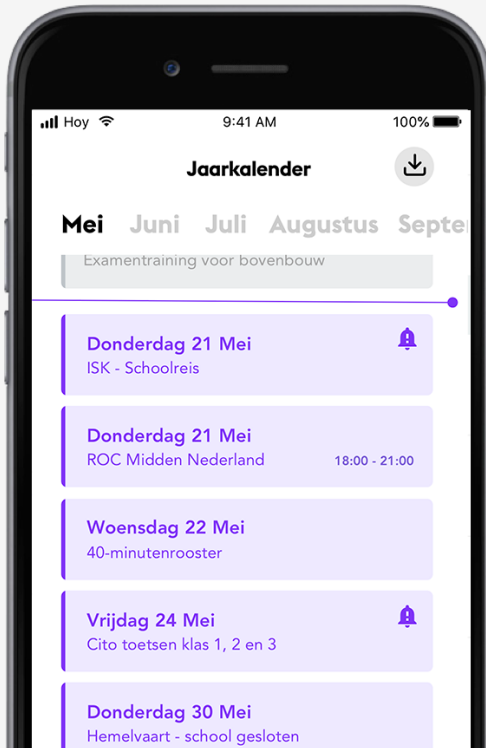 Hoy 9:41 AM 100%
Jaarkalender
Mei Juni Juli Augustus Septe
Examentraining voor bovenbouw
Donderdag 21 Mei
ISK - Schoolreis
Donderdag 21 Mei
ROC Midden Nederland 18:00 - 21:00
Woensdag 22 Mei
40-minutenrooster
Vrijdag 24 Mei
Cito toetsen klas 1, 2 en 3
Donderdag 30 Mei
Hemelvaart - school gesloten